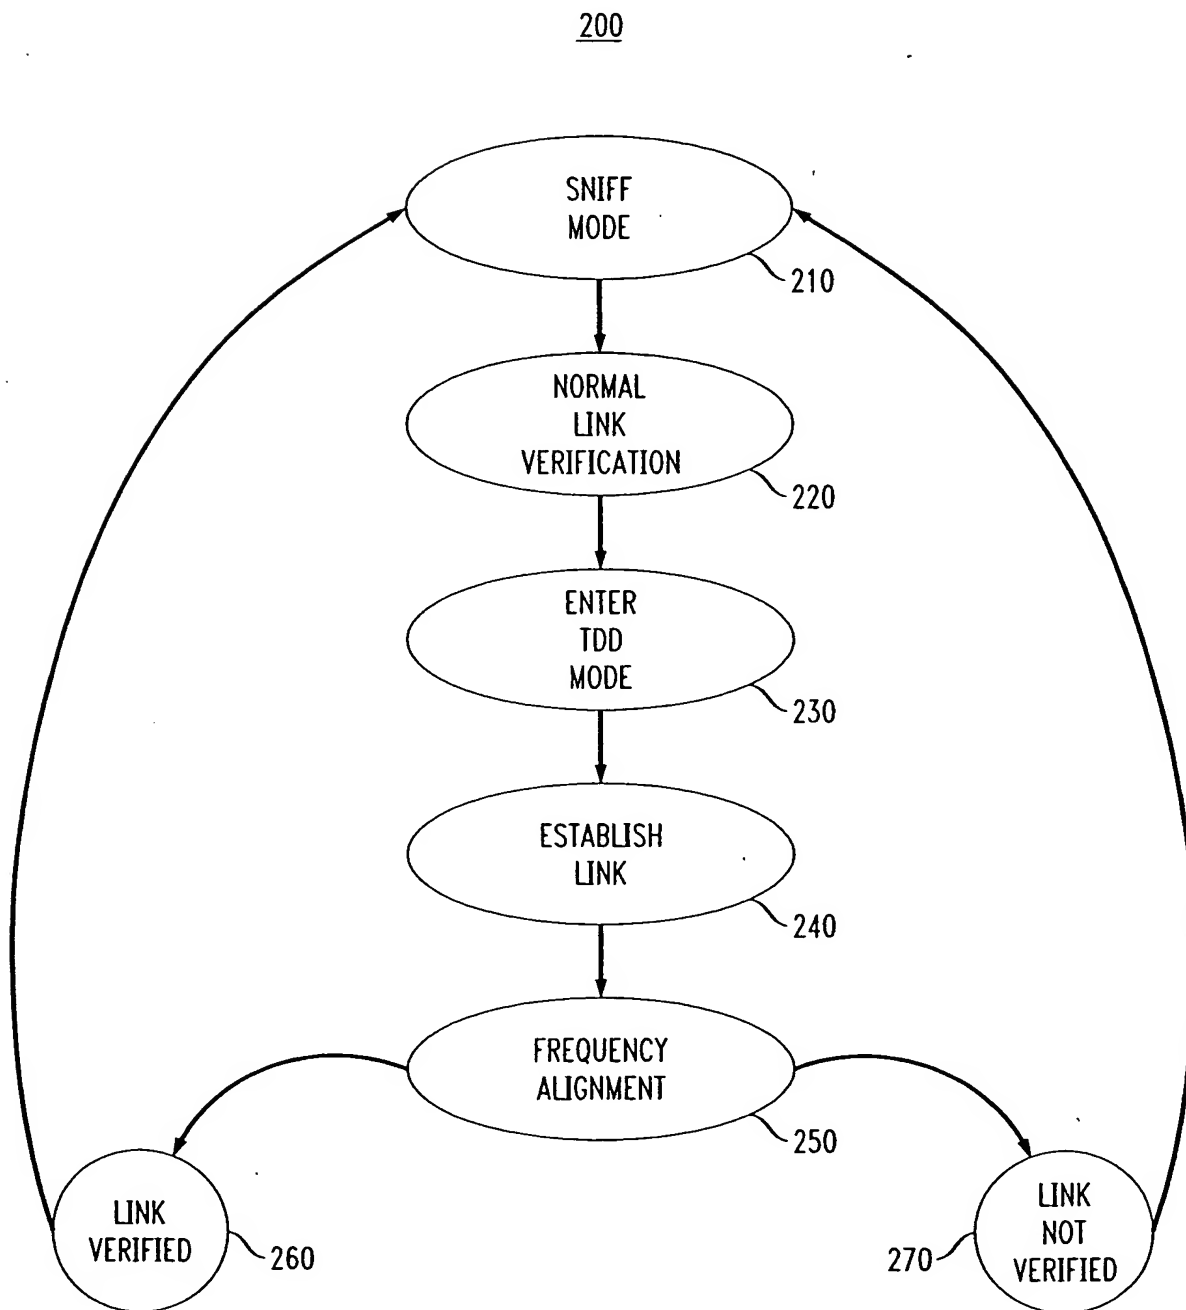 200
SNIFF
MODE
210
NORMAL
LINK
VERIFICATION
220
ENTER
TDD
MODE
230
ESTABLISH
LINK
240
FREQUENCY
ALIGNMENT
250
LINK
VERIFIED
260
LINK
NOT
VERIFIED
270